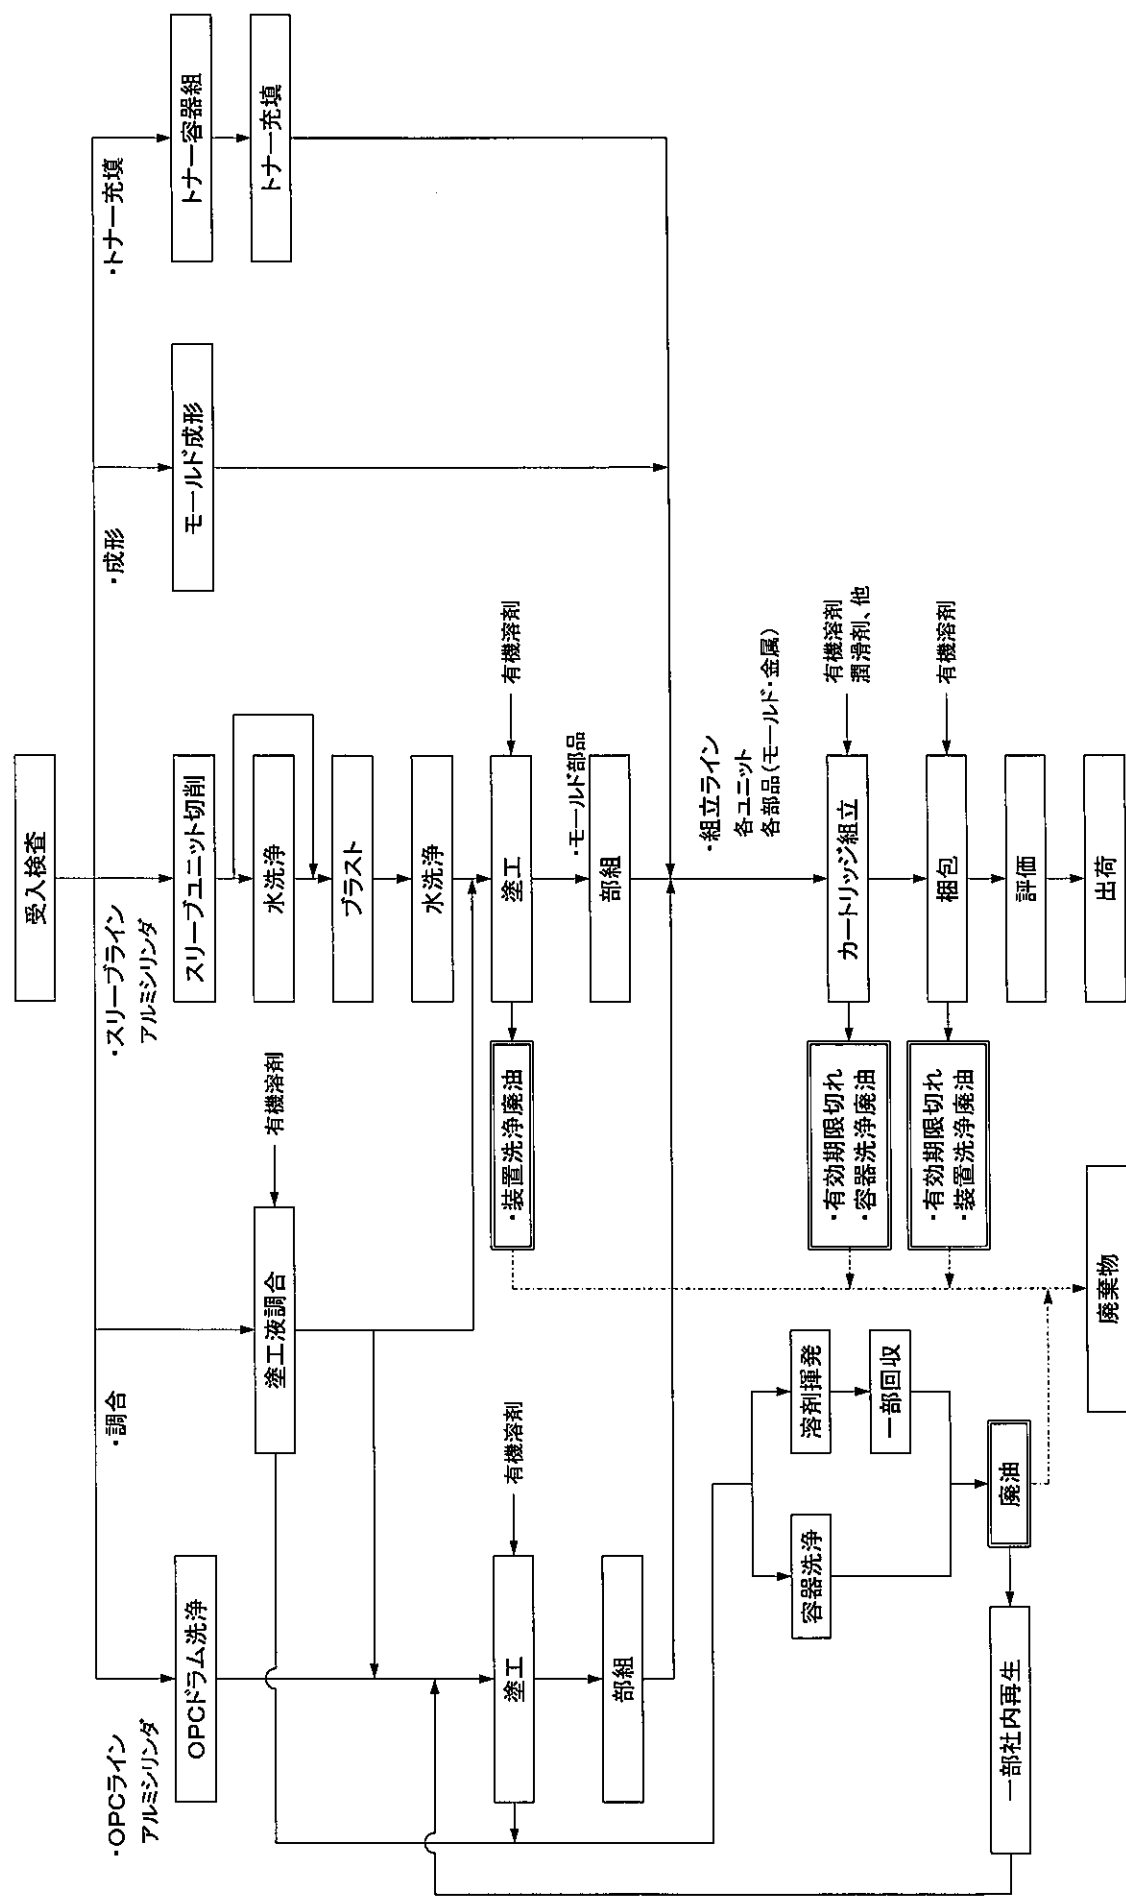 受入検査
・OPCライン
アルミシリンダ
OPCドラム洗浄
塗工
有機溶剤
部組
・調合
塗工液調合
有機溶剤
・スリーブライン
アルミシリンダ
スリーブユニット切削
水洗浄
ブラスト
水洗浄
塗工
有機溶剤
・装置洗浄廃油
・モールド部品
部組
・成形
モールド成形
・トナー充填
トナー容器組
トナー充填
・組立ライン
各ユニット
各部品(モールド・金属)
カートリッジ組立
有機溶剤
潤滑剤、他
・有効期限切れ
・容器洗浄廃油
梱包
有機溶剤
・有効期限切れ
・装置洗浄廃油
評価
出荷
容器洗浄
溶剤揮発
一部回収
廃油
一部社内再生
廃棄物